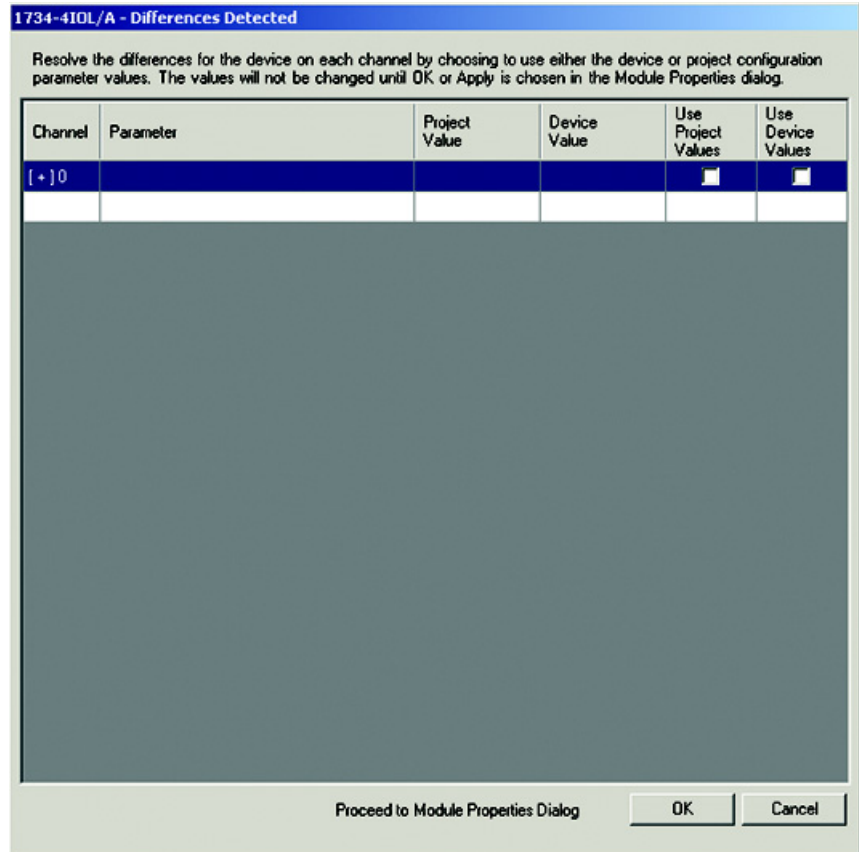 1734-4IOL/A - Differences Detected
Resolve the differences for the device on each channel by choosing to use either the device or project configuration
parameter values. The values will not be changed until OK or Apply is chosen in the Module Properties dialog.
Channel Parameter Project Value Device Value Use Project Values Use Device Values
[+] 0
Proceed to Module Properties Dialog OK Cancel